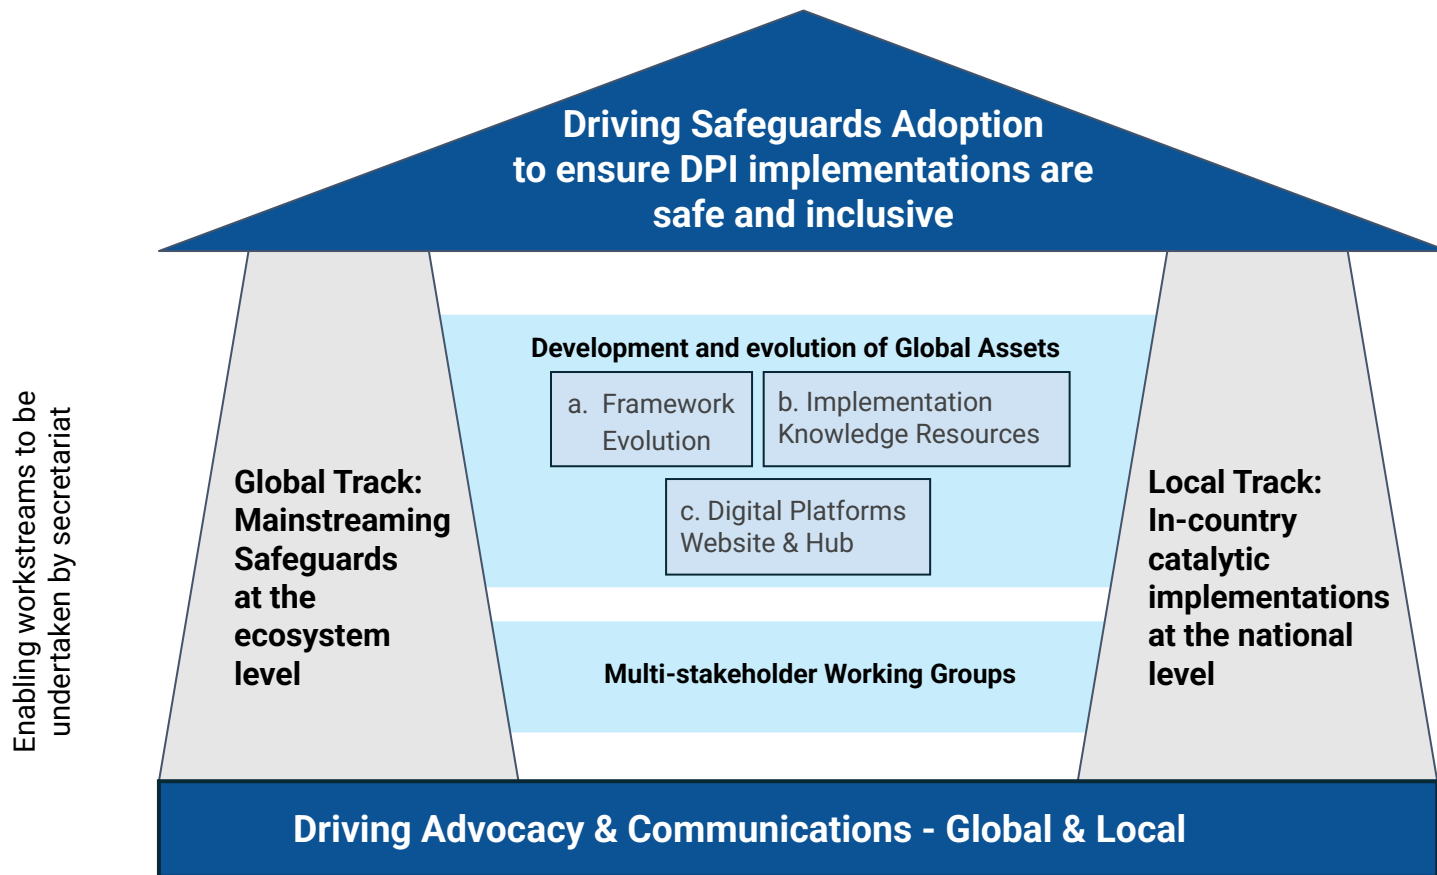 Driving Safeguards Adoption
to ensure DPI implementations are
safe and inclusive
Enabling workstreams to be
undertaken by secretariat
Global Track:
Mainstreaming
Safeguards
at the
ecosystem
level
Development and evolution of Global Assets
a. Framework
Evolution
b. Implementation
Knowledge Resources
c. Digital Platforms
Website & Hub
Multi-stakeholder Working Groups
Local Track:
In-country
catalytic
implementations
at the national
level
Driving Advocacy & Communications - Global & Local